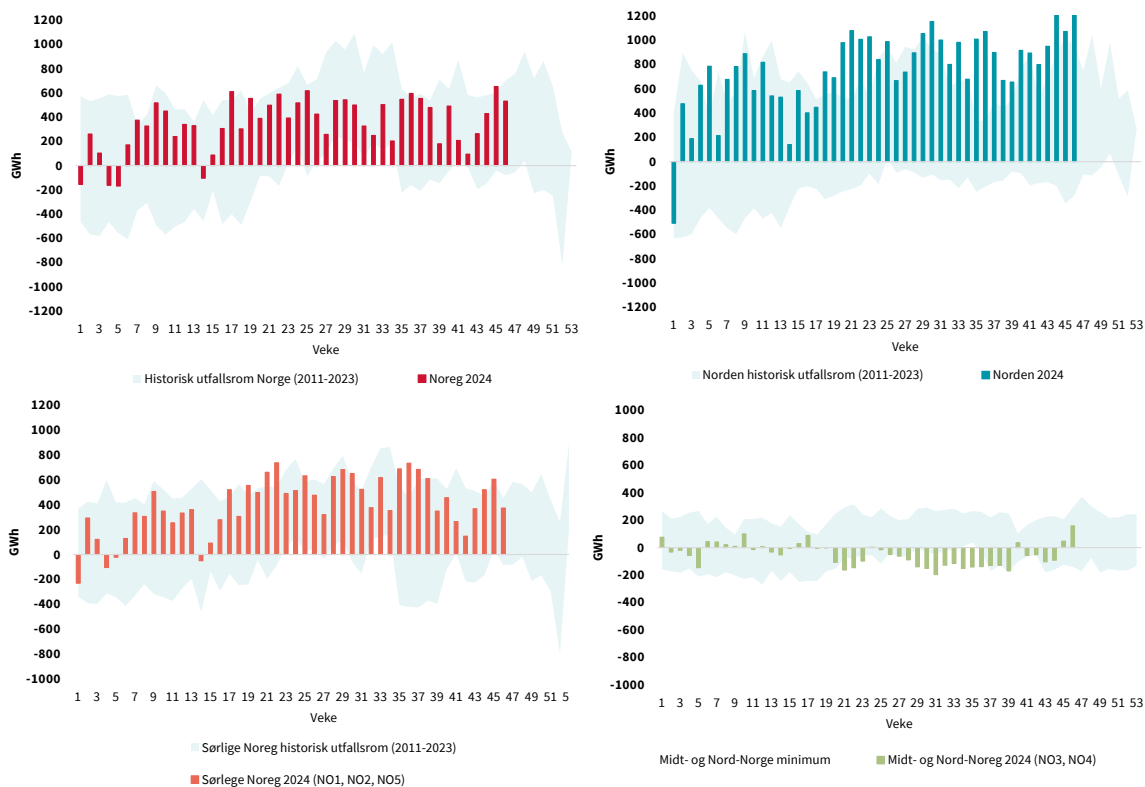 1200
1000
800
600
400
200
0
-200
-400
-600
-800
-1000
-1200
GWh
1 3 5 7 9 11 13 15 17 19 21 23 25 27 29 31 33 35 37 39 41 43 45 47 49 51 53
Veke
Historisk utfallsrom Norge (2011-2023) Noreg 2024
1200
1000
800
600
400
200
0
-200
-400
-600
-800
-1000
-1200
GWh
1 3 5 7 9 11 13 15 17 19 21 23 25 27 29 31 33 35 37 39 41 43 45 47 49 51 53
Veke
Norden historisk utfallsrom (2011-2023) Norden 2024
1200
1000
800
600
400
200
0
-200
-400
-600
-800
-1000
GWh
1 3 5 7 9 11 13 15 17 19 21 23 25 27 29 31 33 35 37 39 41 43 45 47 49 51 5
Veke
Sørlige Noreg historisk utfallsrom (2011-2023)
Sørlege Noreg 2024 (NO1, NO2, NO5)
1000
800
600
400
200
0
-200
-400
-600
-800
-1000
GWh
1 3 5 7 9 11 13 15 17 19 21 23 25 27 29 31 33 35 37 39 41 43 45 47 49 51 53
Veke
Midt- og Nord-Norge minimum Midt- og Nord-Noreg 2024 (NO3, NO4)